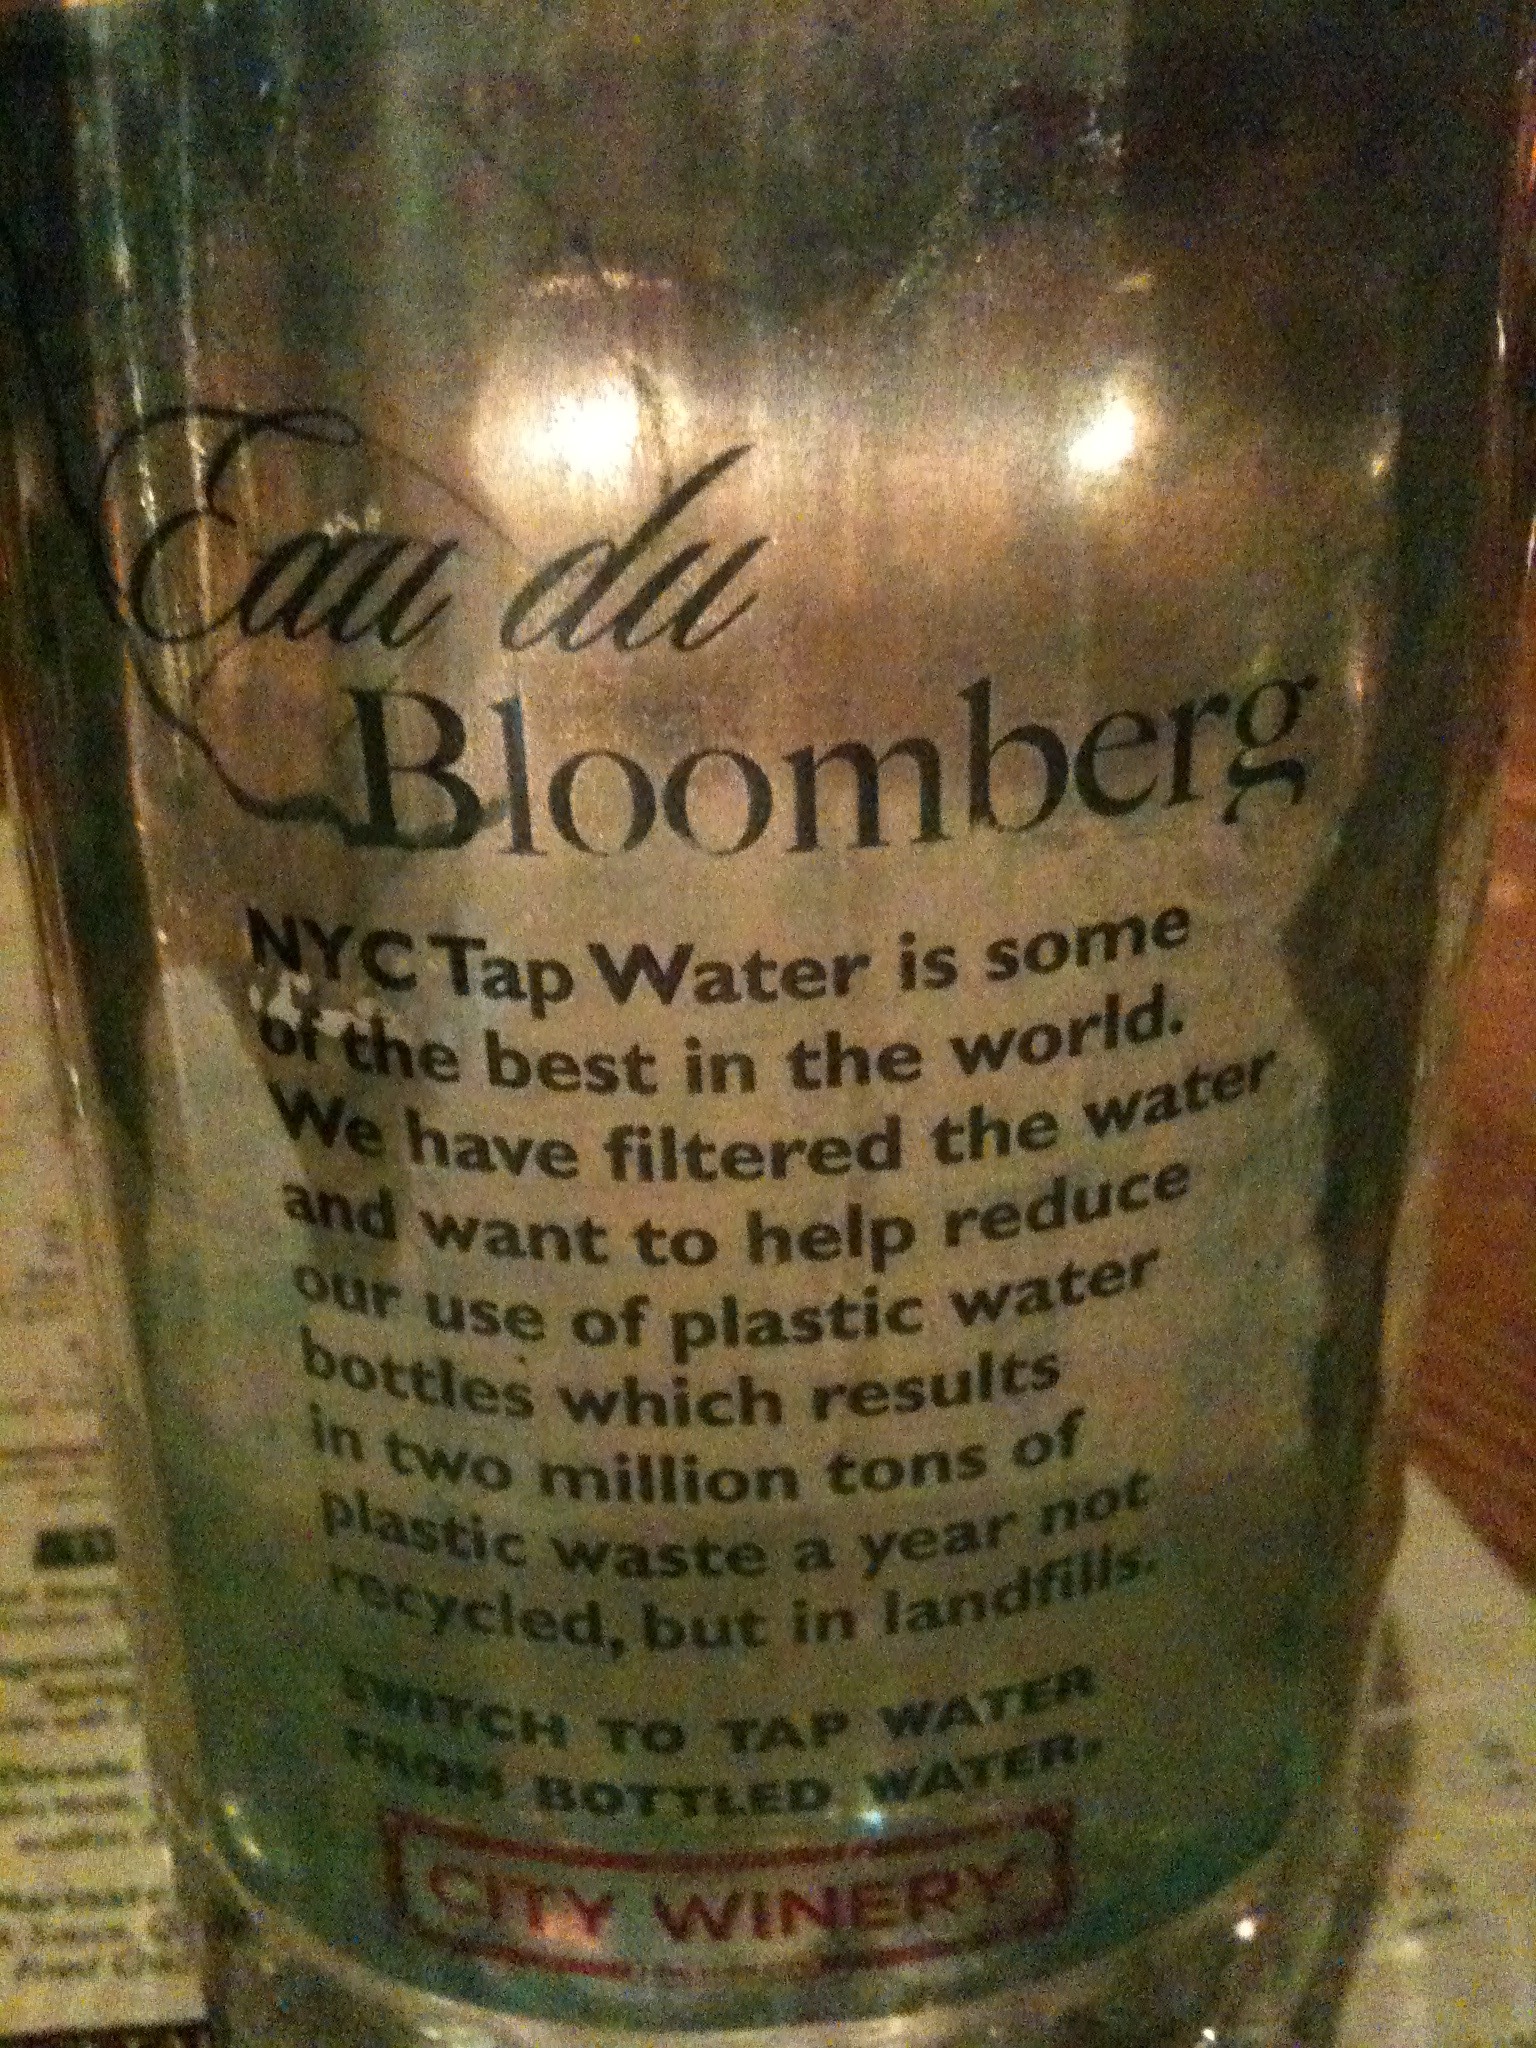 Eau du
Bloomberg
NYC Tap Water is some
of the best in the world.
We have filtered the water
and want to help reduce
our use of plastic water
bottles which results
in two million tons of
plastic waste a year not
recycled, but in landfills.
SWITCH TO TAP WATER
FROM BOTTLED WATER.
CITY WINERY